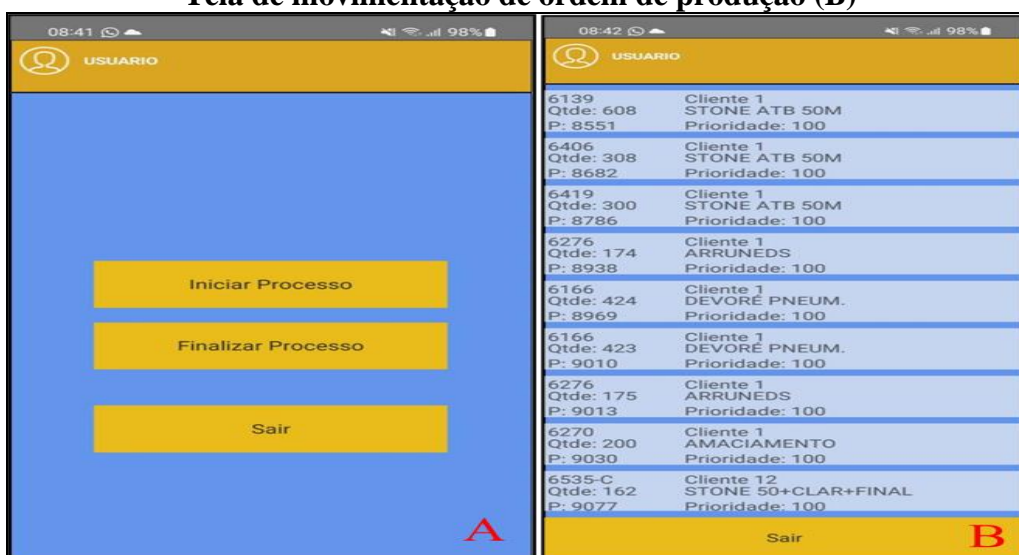 Tela de movimentação de ordem de produção (B)
08:41 98%
USUARIO
Iniciar Processo
Finalizar Processo
Sair
A
08:42 98%
USUARIO
6139 Cliente 1
Qtde: 608 STONE ATB 50M
P: 8551 Prioridade: 100
6406 Cliente 1
Qtde: 308 STONE ATB 50M
P: 8682 Prioridade: 100
6419 Cliente 1
Qtde: 300 STONE ATB 50M
P: 8786 Prioridade: 100
6276 Cliente 1
Qtde: 174 ARRUNEDS
P: 8938 Prioridade: 100
6166 Cliente 1
Qtde: 424 DEVORÉ PNEUM.
P: 8969 Prioridade: 100
6166 Cliente 1
Qtde: 423 DEVORÉ PNEUM.
P: 9010 Prioridade: 100
6276 Cliente 1
Qtde: 175 ARRUNEDS
P: 9013 Prioridade: 100
6270 Cliente 1
Qtde: 200 AMACIAMENTO
P: 9030 Prioridade: 100
6535-C Cliente 12
Qtde: 162 STONE 50+CLAR+FINAL
P: 9077 Prioridade: 100
Sair
B